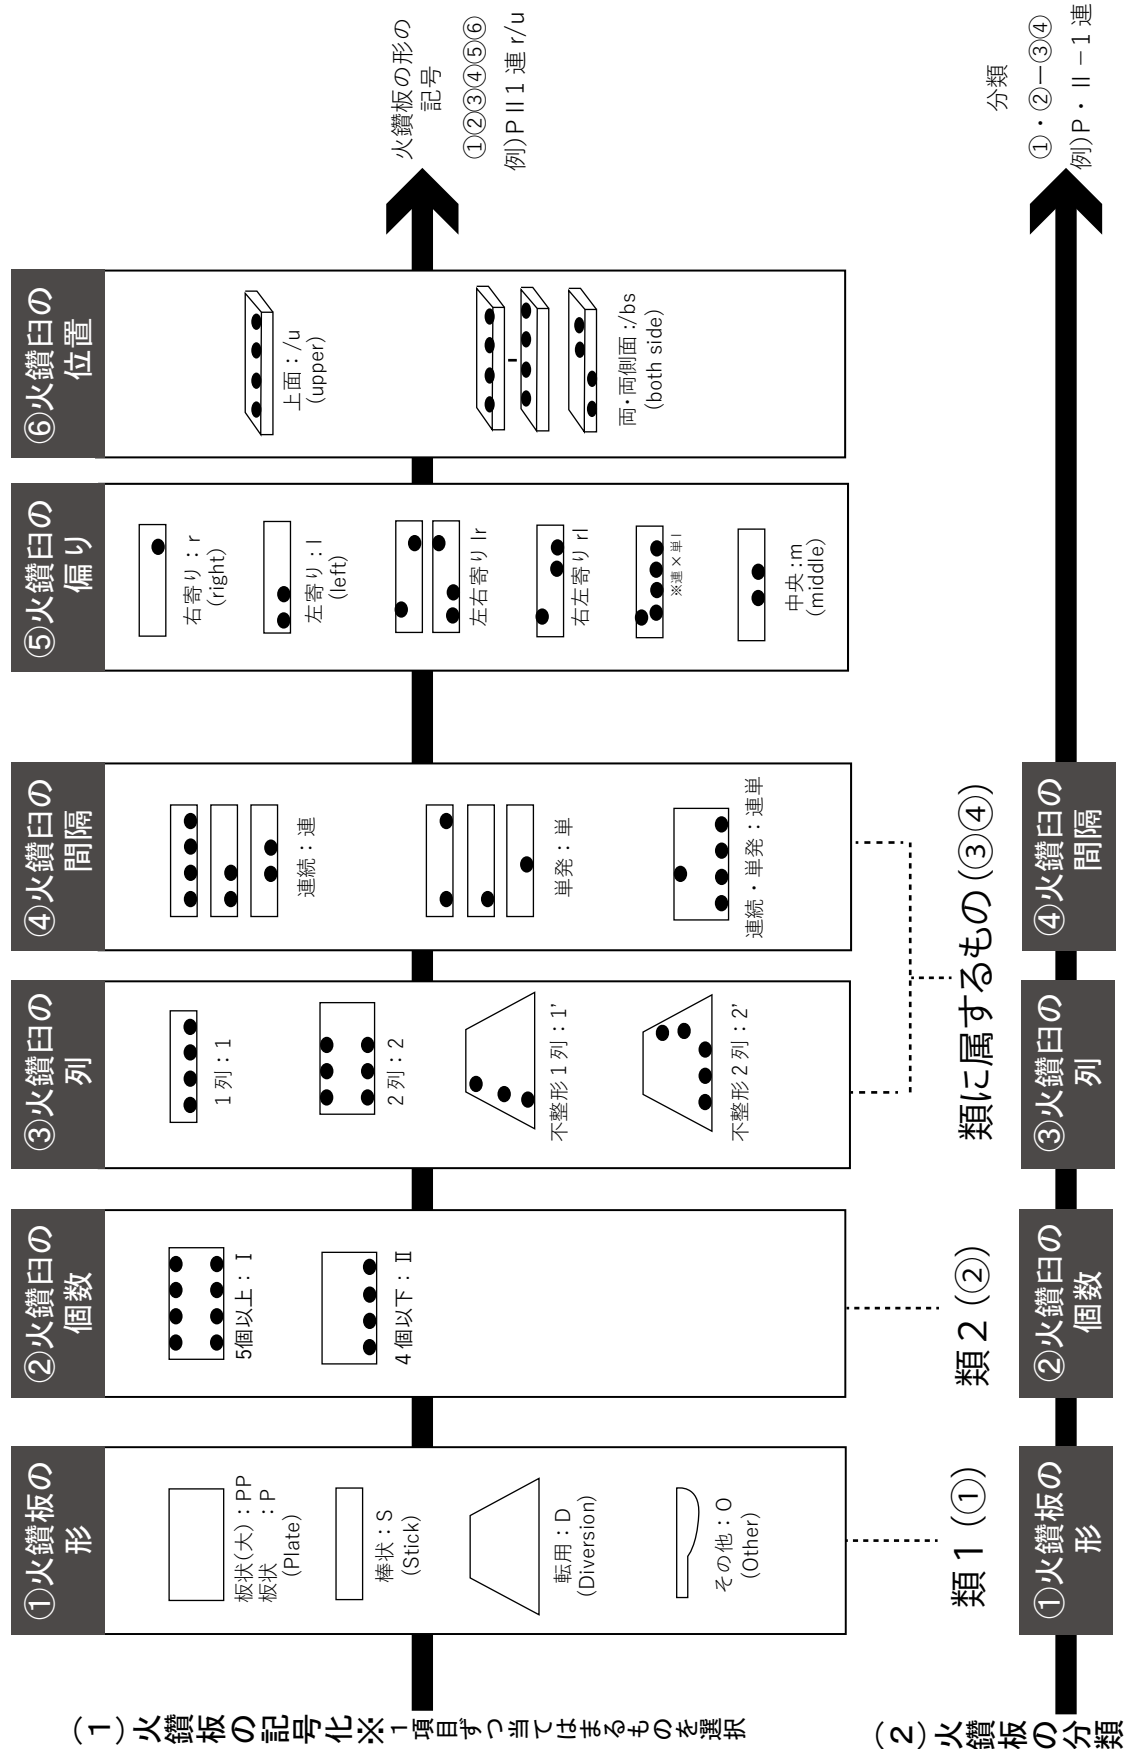 (1)火鑽板の記号化※1項目ずつ当てはまるものを選択
①火鑽板の
形
板状(大):PP
板状 :P
(Plate)
棒状:S
(Stick)
転用:D
(Diversion)
その他:O
(Other)
②火鑽臼の
個数
5個以上:Ⅰ
4個以下:Ⅱ
③火鑽臼の
列
1列:1
2列:2
不整形1列:1’
不整形2列:2’
④火鑽臼の
間隔
連続:連
単発:単
連続・単発:連単
⑤火鑽臼の
偏り
右寄り:r
(right)
左寄り:l
(left)
左右寄り lr
右左寄り rl
※連×単l
中央:m
(middle)
⑥火鑽臼の
位置
上面:/u
(upper)
両・両側面:/bs
(both side)
火鑽板の形の
記号
①②③④⑤⑥
例)PⅡ1連 r/u
類1(①)
類2(②)
類に属するもの(③④)
(2)火
鑽板
の分
類
①火鑽板の
形
②火鑽臼の
個数
③火鑽臼の
列
④火鑽臼の
間隔
分類
①・②ー③④
例)P・Ⅱ−1連